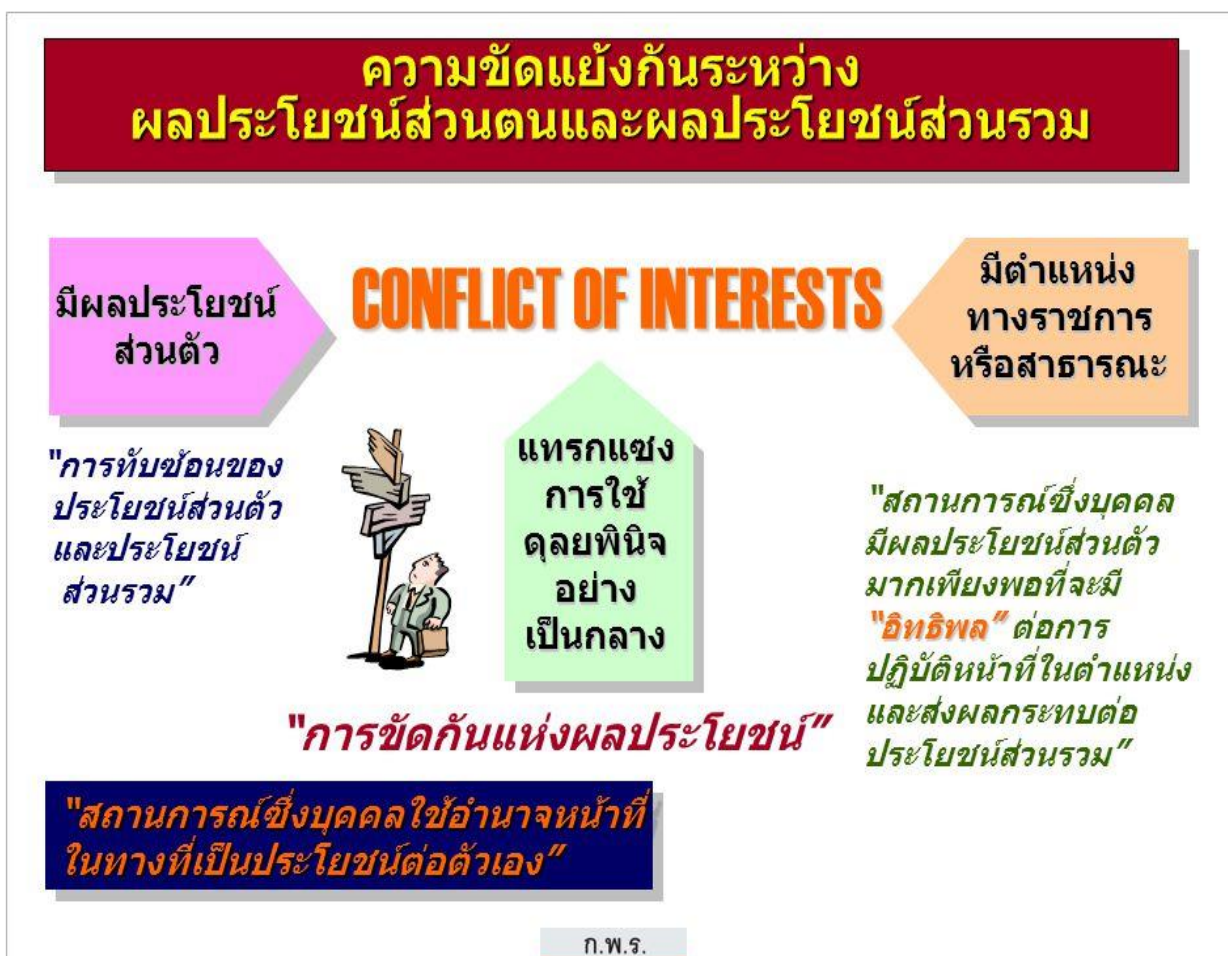 ความขัดแย้งกันระหว่าง
ผลประโยชน์ส่วนตนและผลประโยชน์ส่วนรวม
มีผลประโยชน์
ส่วนตัว
CONFLICT OF INTERESTS
มีตำแหน่ง
ทางราชการ
หรือสาธารณะ
"การทับซ้อนของ
ประโยชน์ส่วนตัว
และประโยชน์
ส่วนรวม"
แทรกแซง
การใช้
ดุลยพินิจ
อย่าง
เป็นกลาง
"สถานการณ์ซึ่งบุคคล
มีผลประโยชน์ส่วนตัว
มากเพียงพอที่จะมี
"อิทธิพล" ต่อการ
ปฏิบัติหน้าที่ในตำแหน่ง
และส่งผลกระทบต่อ
ประโยชน์ส่วนรวม"
"การขัดกันแห่งผลประโยชน์"
"สถานการณ์ซึ่งบุคคลใช้อำนาจหน้าที่
ในทางที่เป็นประโยชน์ต่อตัวเอง"
ก.พ.ร.